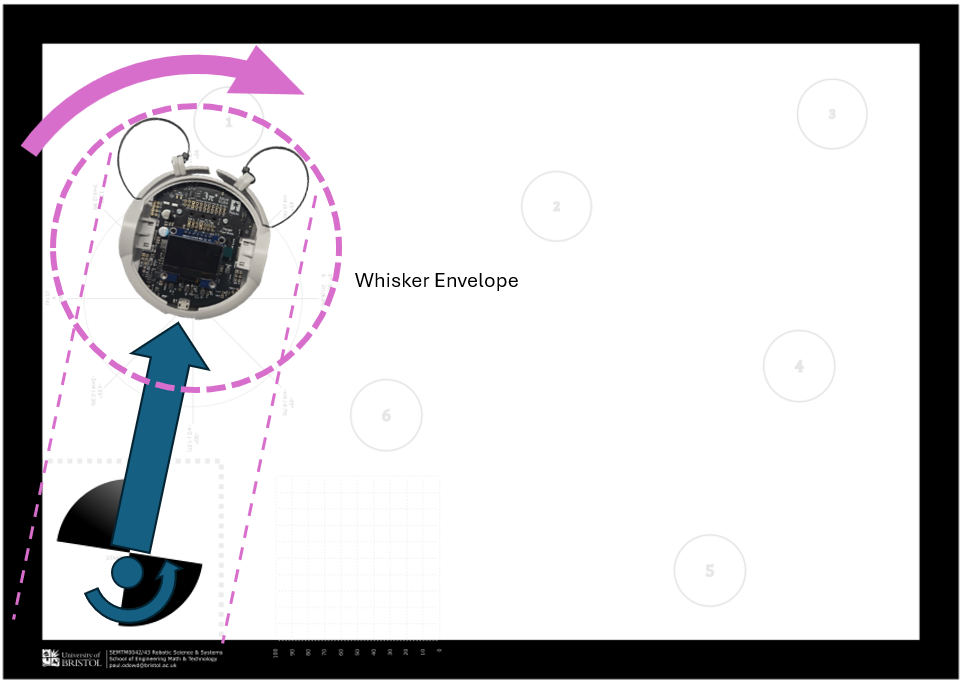 1
3
2
3π+
Whisker Envelope
4
6
5
University of
BRISTOL
SEMTM0042/43 Robotic Science & Systems
School of Engineering Math & Technology
paul.odowd@bristol.ac.uk
100 90 80 70 60 50 40 30 20 10 0